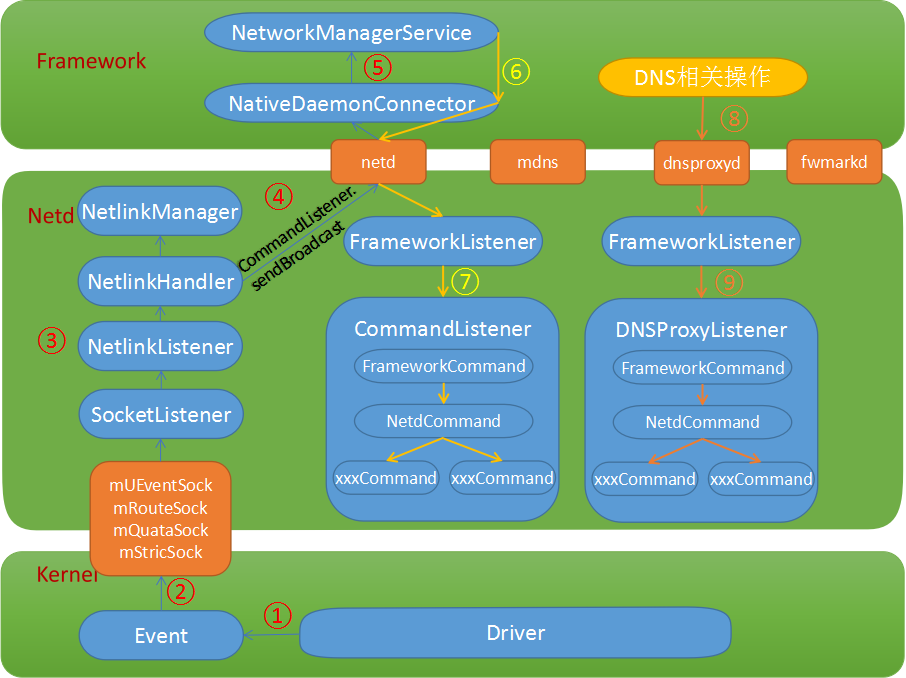 Framework
NetworkManagerService
⑤
⑥
NativeDaemonConnector
DNS相关操作
⑧
netd
mdns
dnsproxyd
fwmarkd
Netd
NetlinkManager
④
CommandListener.
sendBroadcast
NetlinkHandler
③
NetlinkListener
SocketListener
mUEventSock
mRouteSock
mQuataSock
mStricSock
FrameworkListener
⑦
CommandListener
FrameworkCommand
NetdCommand
xxxCommand
xxxCommand
FrameworkListener
⑨
DNSProxyListener
FrameworkCommand
NetdCommand
xxxCommand
xxxCommand
Kernel
②
Event
①
Driver